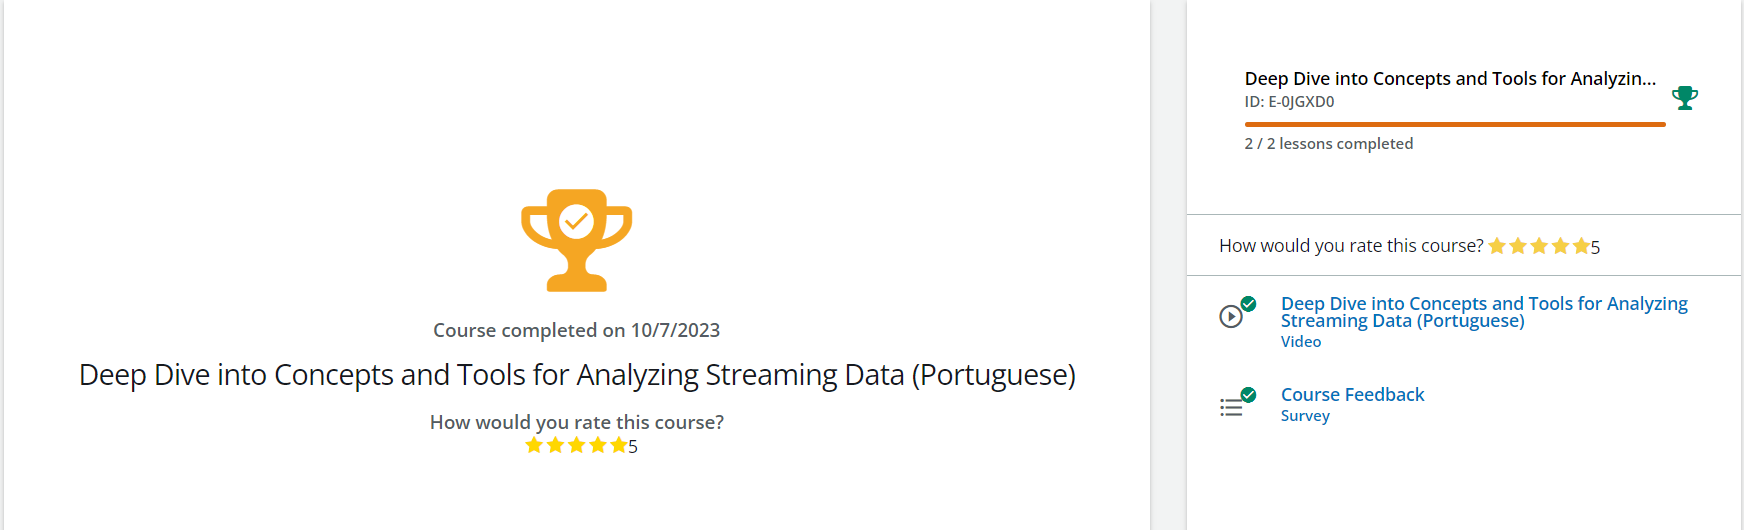 Course completed on 10/7/2023
Deep Dive into Concepts and Tools for Analyzing Streaming Data (Portuguese)
How would you rate this course?
5
Deep Dive into Concepts and Tools for Analyzin...
ID: E-0JGXD0
2 / 2 lessons completed
How would you rate this course? 5
Deep Dive into Concepts and Tools for Analyzing
Streaming Data (Portuguese)
Video
Course Feedback
Survey